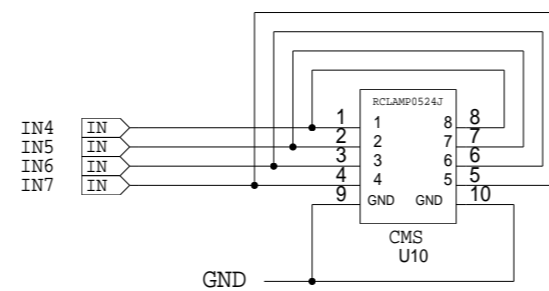 RCLAMP0524J
1 1 8 8
IN4 IN
2 2 7 7
IN5 IN
3 3 6 6
IN6 IN
4 4 5 5
IN7 IN
9 GND GND 10
CMS
U10
GND